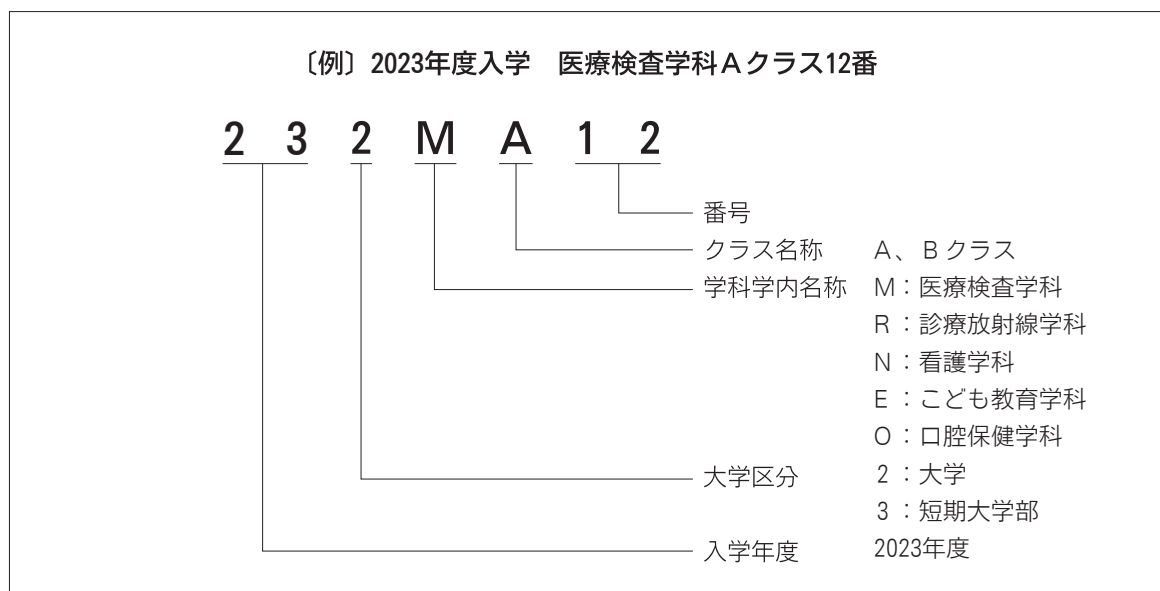 〔例〕2023年度入学　医療検査学科Ａクラス12番
2 3 2 M A 1 2
番号
クラス名称　A、Bクラス
学科学内名称　M：医療検査学科
R：診療放射線学科
N：看護学科
E：こども教育学科
O：口腔保健学科
大学区分　2：大学
3：短期大学部
入学年度　2023年度